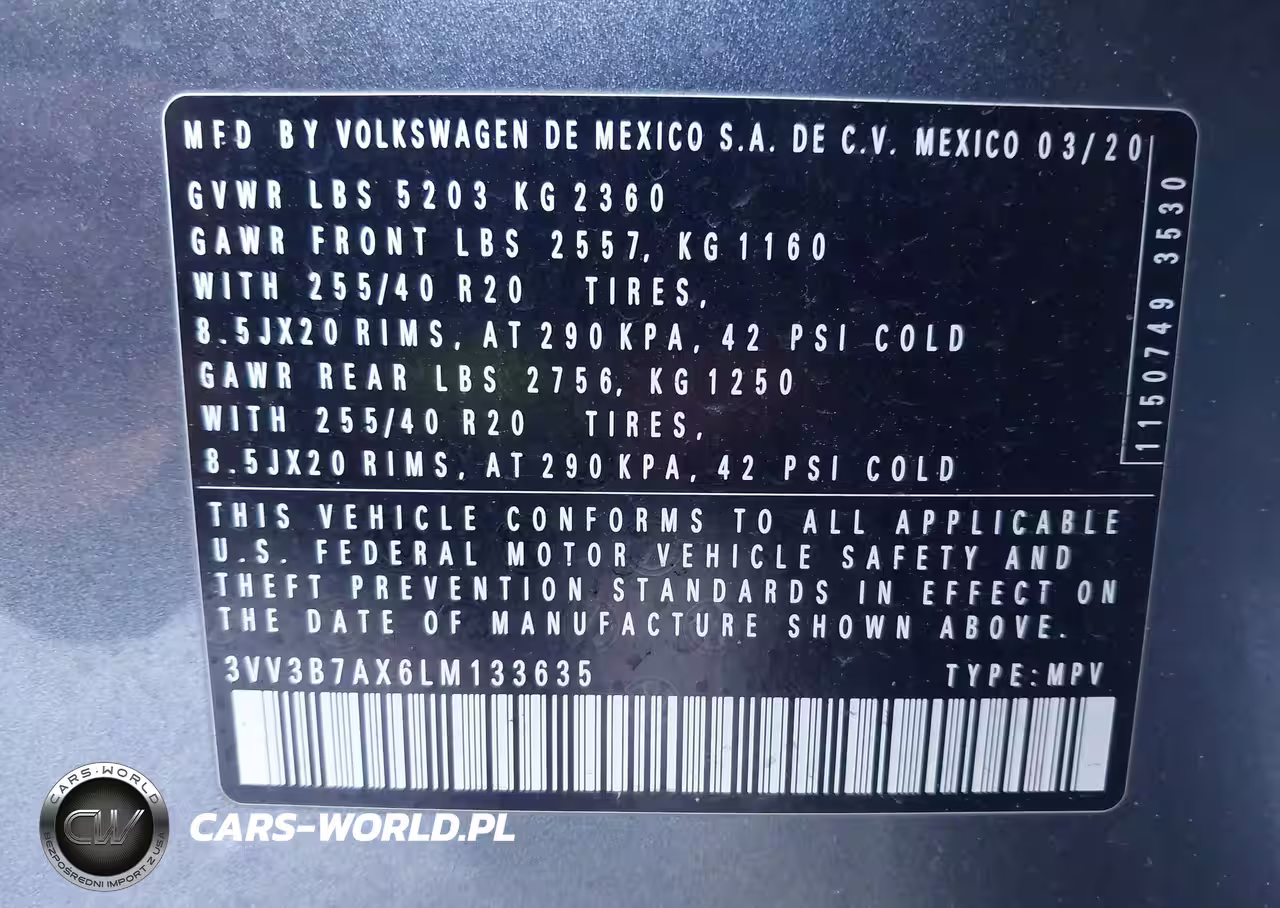 MFD BY VOLKSWAGEN DE MEXICO S.A. DE C.V. MEXICO 03/20
GVWR LBS 5203 KG 2360
GAWR FRONT LBS 2557, KG 1160
WITH 255/40 R20 TIRES,
8.5JX20 RIMS, AT 290 KPA, 42 PSI COLD
GAWR REAR LBS 2756, KG 1250
WITH 255/40 R20 TIRES,
8.5JX20 RIMS, AT 290 KPA, 42 PSI COLD
1150749 3530
THIS VEHICLE CONFORMS TO ALL APPLICABLE
U.S. FEDERAL MOTOR VEHICLE SAFETY AND
THEFT PREVENTION STANDARDS IN EFFECT ON
THE DATE OF MANUFACTURE SHOWN ABOVE.
3VV3B7AX6LM133635 TYPE:MPV
CARS-WORLD
CW
BEZPOŚREDNI IMPORT Z USA
CARS-WORLD.PL